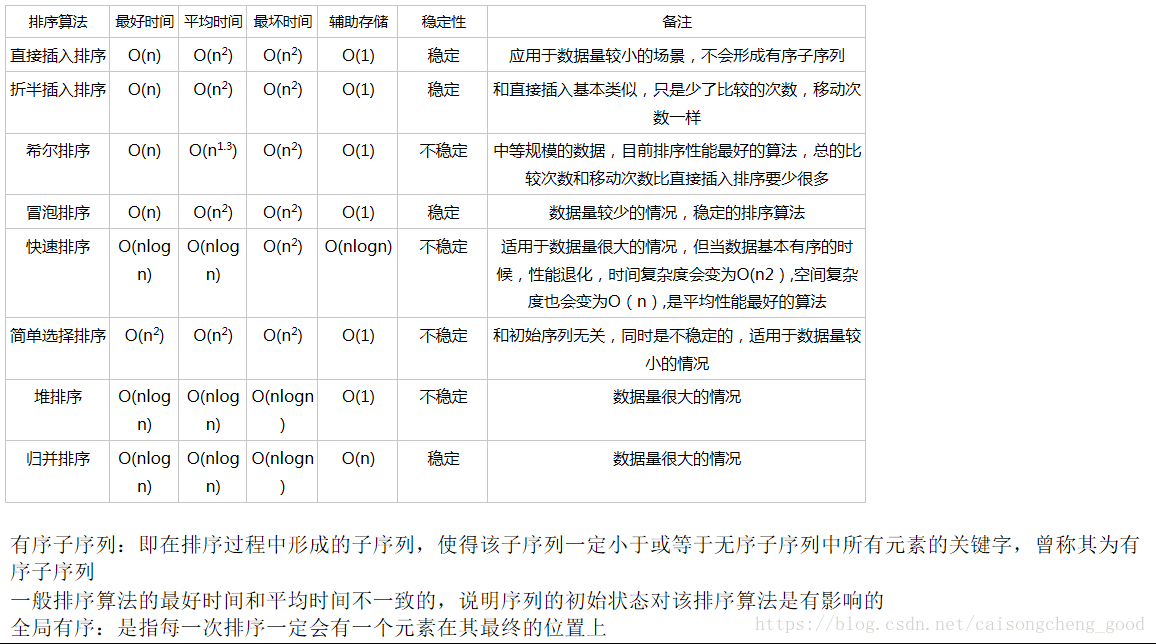 排序算法 最好时间 平均时间 最坏时间 辅助存储 稳定性 备注
直接插入排序 O(n) O(n²) O(n²) O(1) 稳定 应用于数据量较小的场景，不会形成有序子序列
折半插入排序 O(n) O(n²) O(n²) O(1) 稳定 和直接插入基本类似，只是少了比较的次数，移动次
数一样
希尔排序 O(n) O(n¹·³) O(n²) O(1) 不稳定 中等规模的数据，目前排序性能最好的算法，总的比
较次数和移动次数比直接插入排序要少很多
冒泡排序 O(n) O(n²) O(n²) O(1) 稳定 数据量较少的情况，稳定的排序算法
快速排序 O(nlog O(nlog O(n²) O(nlogn) 不稳定 适用于数据量很大的情况，但当数据基本有序的时
n) n) 候，性能退化，时间复杂度会变为O(n2）,空间复杂
度也会变为O（n）,是平均性能最好的算法
简单选择排序 O(n²) O(n²) O(n²) O(1) 不稳定 和初始序列无关，同时是不稳定的，适用于数据量较
小的情况
堆排序 O(nlog O(nlog O(nlogn O(1) 不稳定 数据量很大的情况
n) n) )
归并排序 O(nlog O(nlog O(nlogn O(n) 稳定 数据量很大的情况
n) n) )
有序子序列：即在排序过程中形成的子序列，使得该子序列一定小于或等于无序子序列中所有元素的关键字，曾称其为有
序子序列
一般排序算法的最好时间和平均时间不一致的，说明序列的初始状态对该排序算法是有影响的
全局有序：是指每一次排序一定会有一个元素在其最终的位置上
https://blog.csdn.net/caisongcheng_good